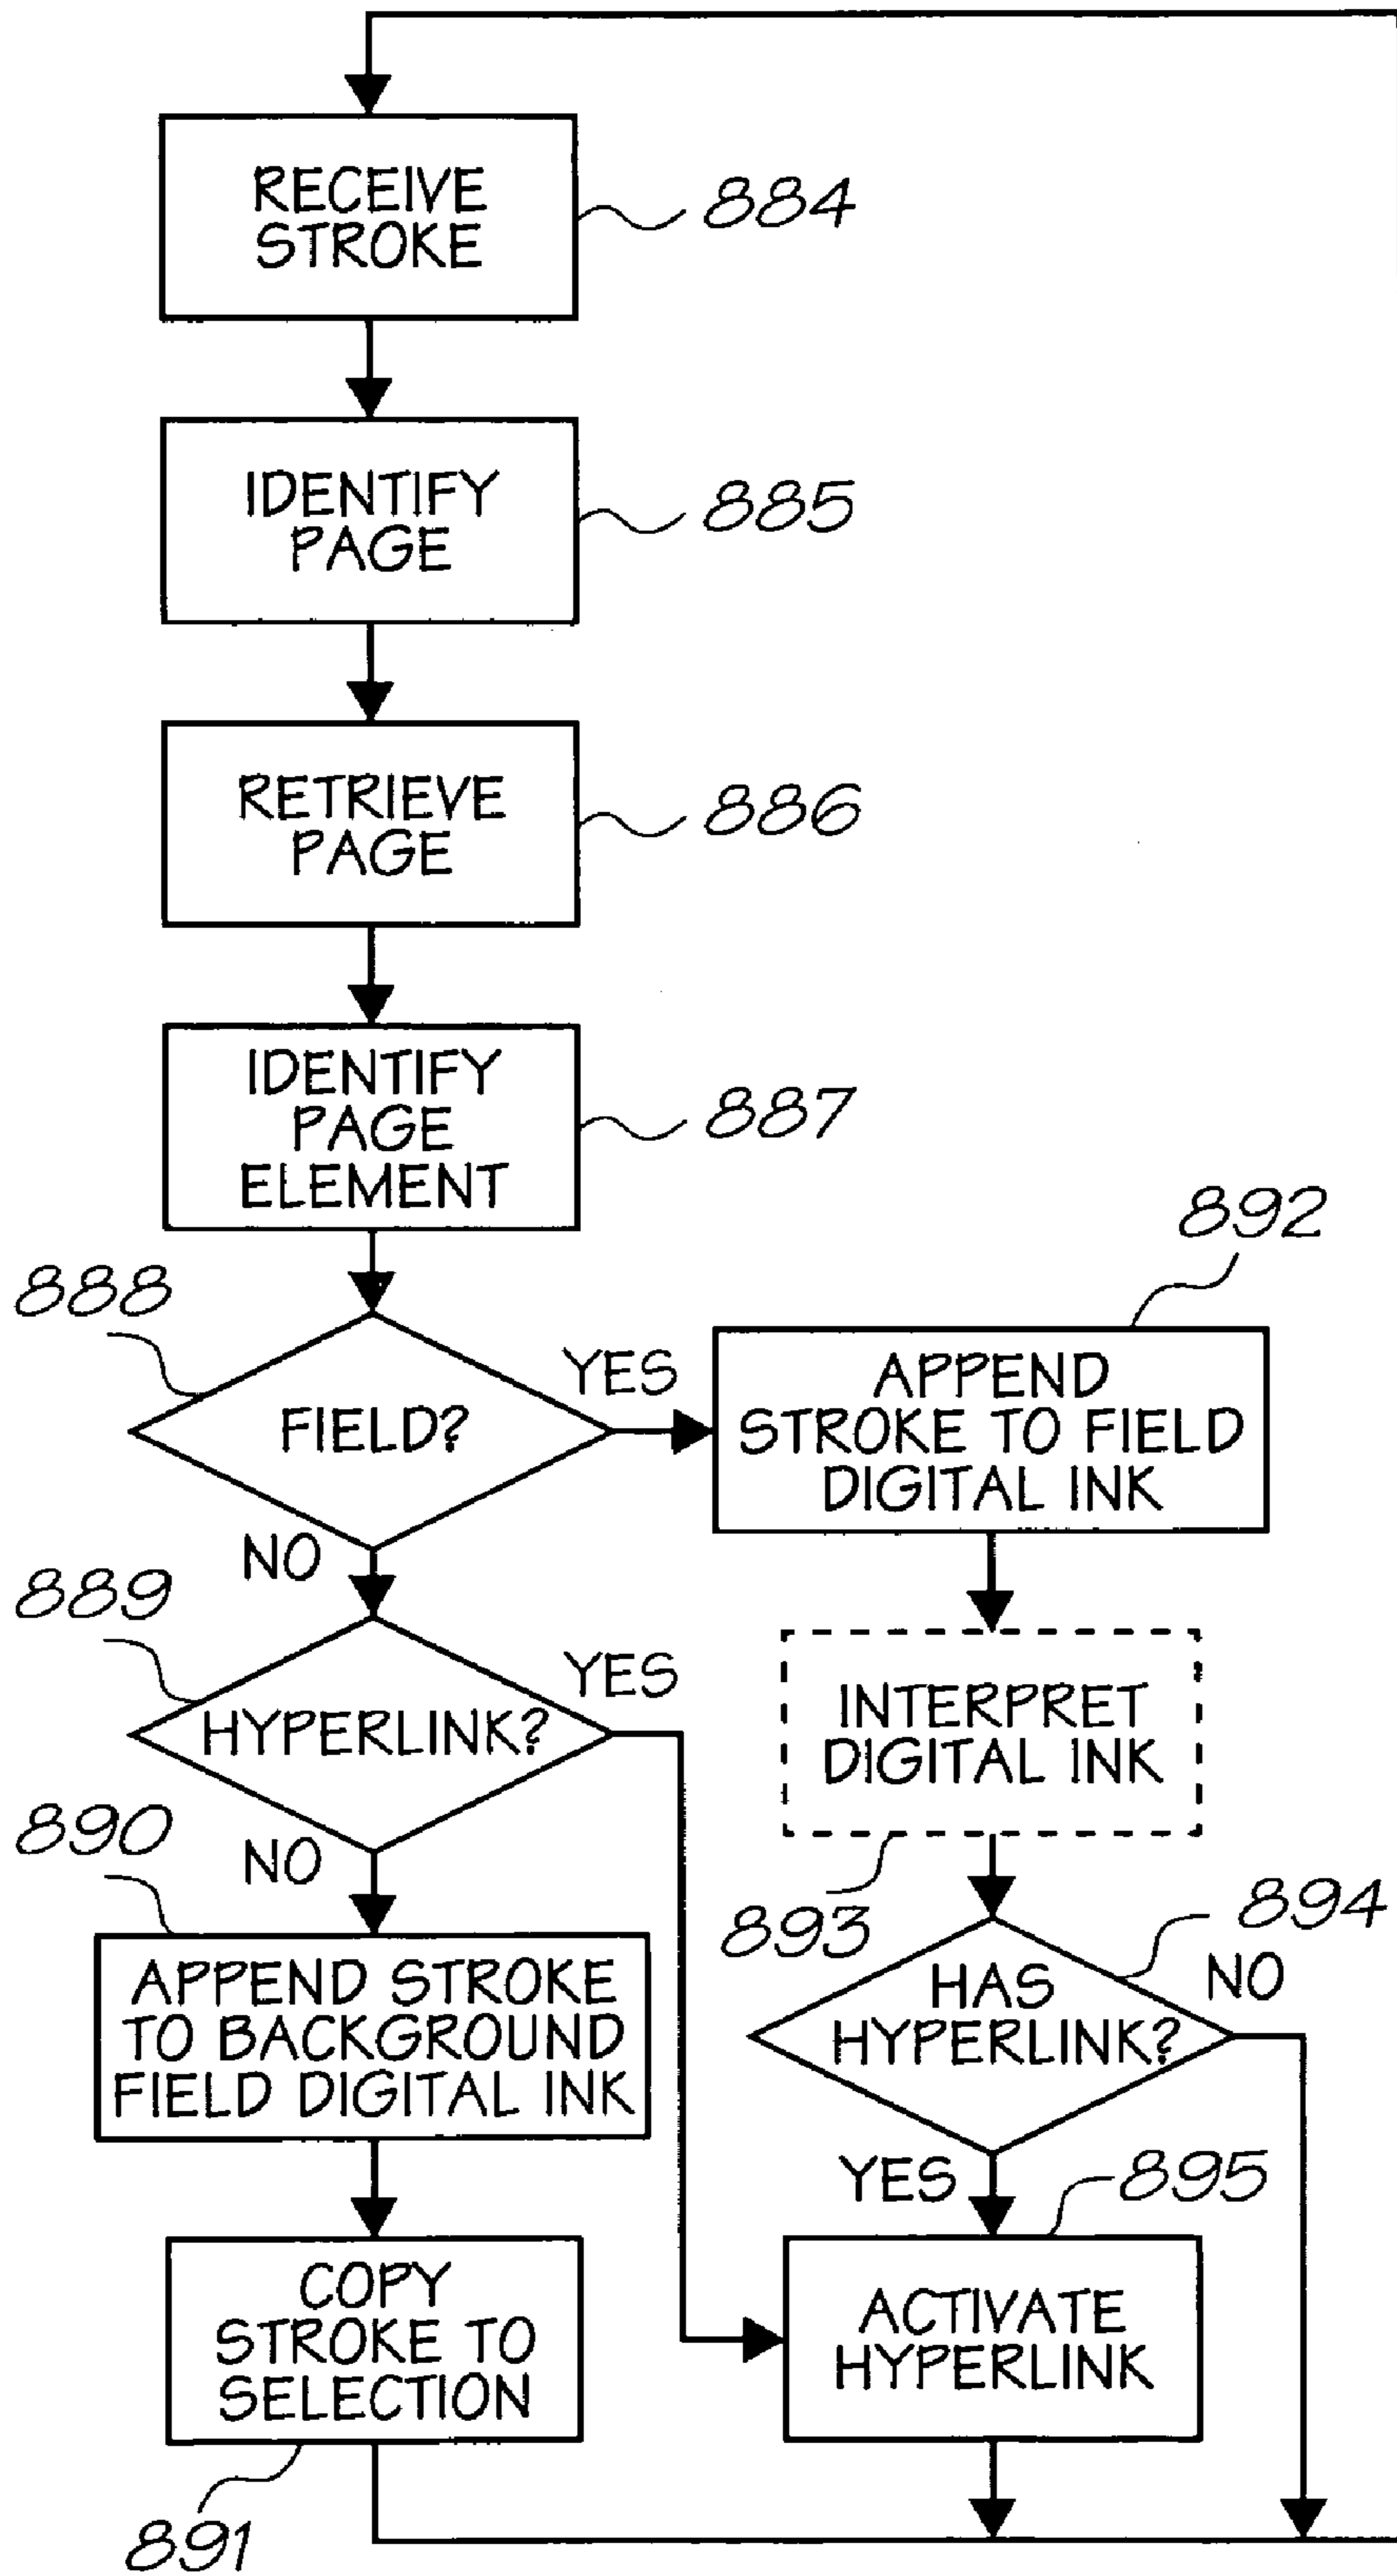 RECEIVE
STROKE
884
IDENTIFY
PAGE
885
RETRIEVE
PAGE
886
IDENTIFY
PAGE
ELEMENT
887
888
FIELD?
YES
NO
892
APPEND
STROKE TO FIELD
DIGITAL INK
889
HYPERLINK?
YES
NO
INTERPRET
DIGITAL INK
893
890
APPEND STROKE
TO BACKGROUND
FIELD DIGITAL INK
894
HAS
HYPERLINK?
NO
YES
895
COPY
STROKE TO
SELECTION
891
ACTIVATE
HYPERLINK